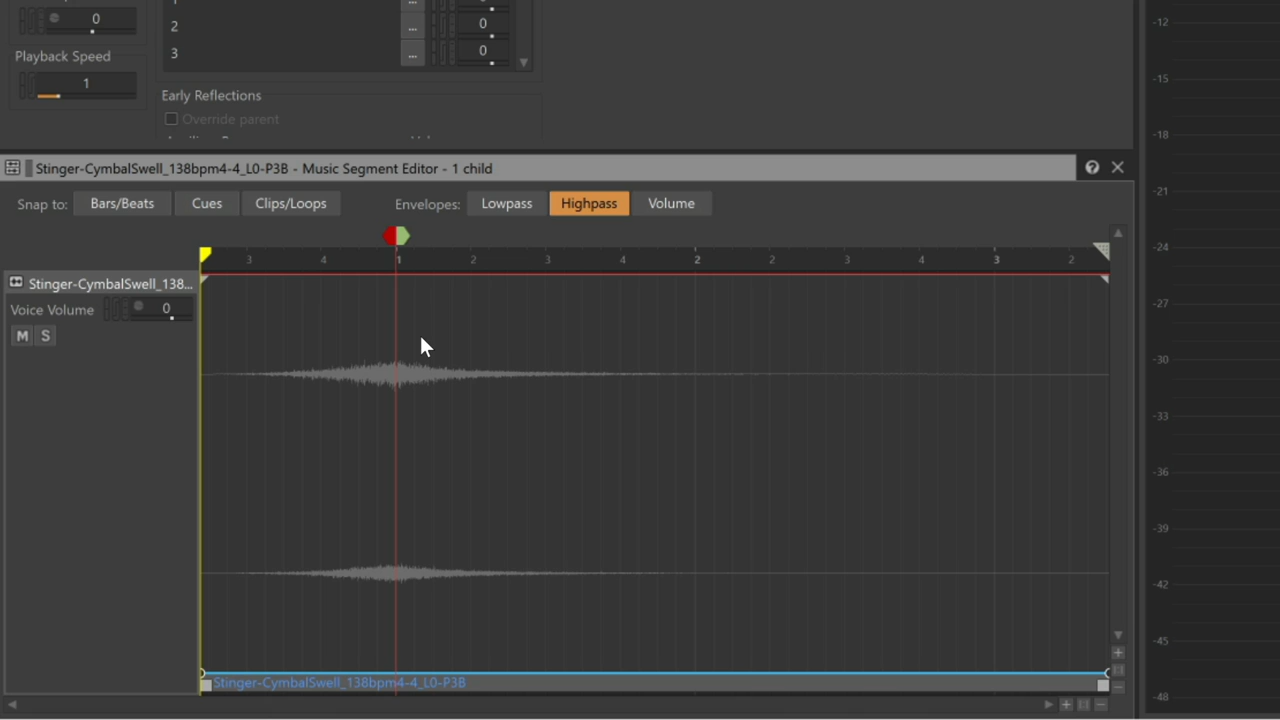 1 ...
0
2 ... 0
3 ... 0
Playback Speed
1
Early Reflections
Override parent
Stinger-CymbalSwell_138bpm4-4_L0-P3B - Music Segment Editor - 1 child
Snap to: Bars/Beats Cues Clips/Loops Envelopes: Lowpass Highpass Volume
3 4 1 2 3 4 2 2 3 4 3 2
Stinger-CymbalSwell_138...
Voice Volume 0
M S
Stinger-CymbalSwell_138bpm4-4_L0-P3B
-12
-15
-18
-21
-24
-27
-30
-33
-36
-39
-42
-45
-48